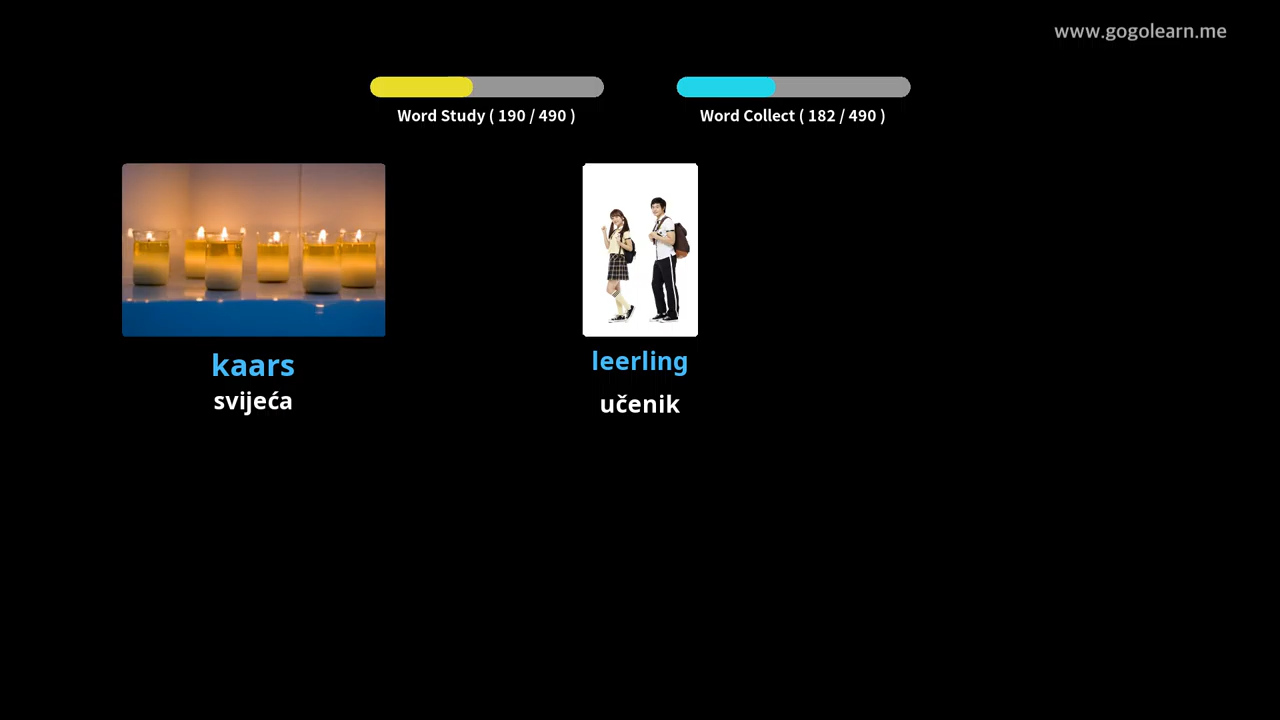 www.gogolearn.me
Word Study ( 190 / 490 )
Word Collect ( 182 / 490 )
kaars
svijeća
leerling
učenik